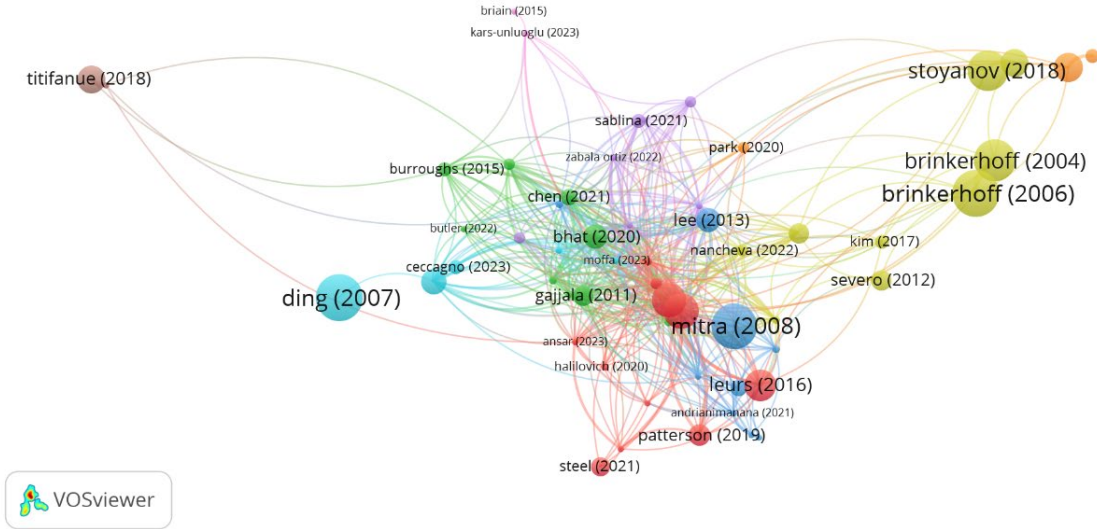 briain (2015)
kars-unluoglu (2023)
titifanue (2018)
stoyanov (2018)
sablina (2021)
park (2020)
zabala ortiz (2022)
burroughs (2015)
brinkerhoff (2004)
brinkerhoff (2006)
chen (2021)
lee (2013)
butler (2022)
bhat (2020)
nancheva (2022)
kim (2017)
moffa (2023)
ceccagno (2023)
severo (2012)
ding (2007)
gajjala (2011)
mitra (2008)
ansar (2023)
halilovich (2020)
leurs (2016)
andrianimanana (2021)
patterson (2019)
steel (2021)
VOSviewer